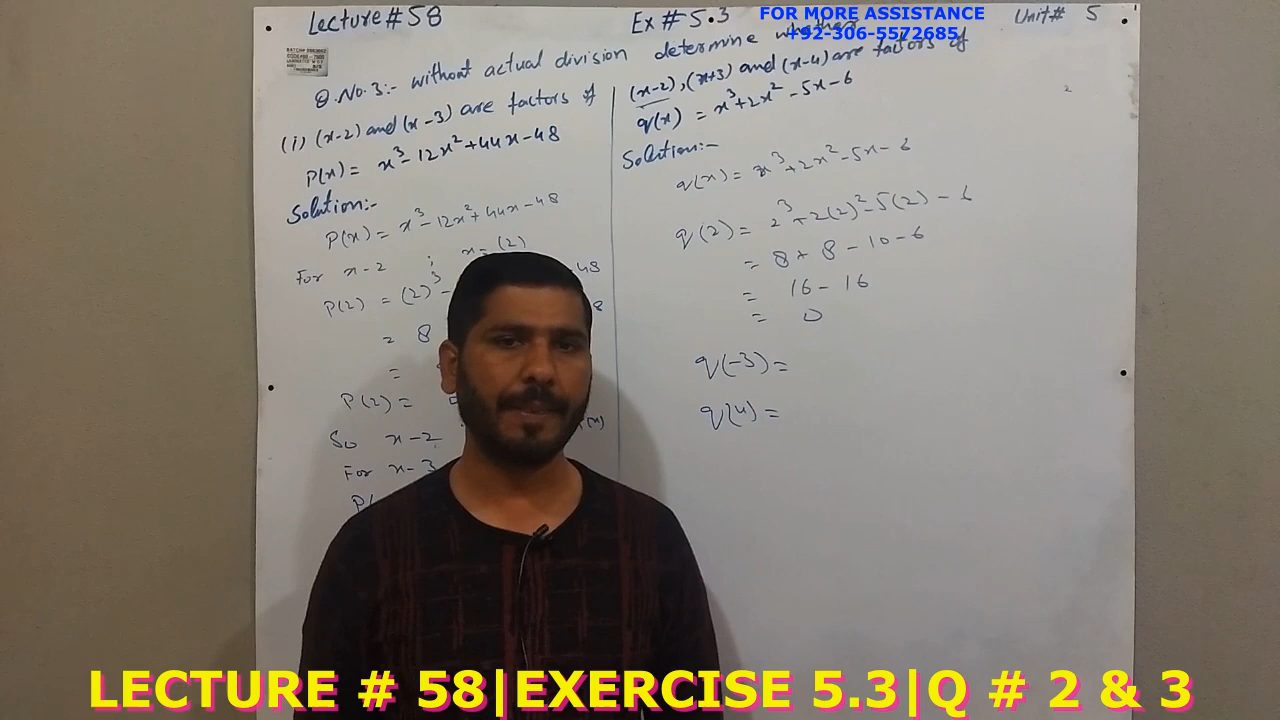 Lecture # 58
Ex # 5.3
Unit # 5
FOR MORE ASSISTANCE
+92-306-5572685
Q.No.3:- without actual division determine whether
(i) (x-2) and (x-3) are factors of
P(x) = x³-12x²+44x-48
Solution:-
P(x) = x³-12x²+44x-48
For x-2 ; x=(2)
P(2) = (2)³- -48
= 8 8
=
P(2) =
So x-2 P(x)
For x-3
P(
(x-2), (x+3) and (x-4) are factors of
q(x) = x³+2x²-5x-6
Solution:-
q(x) = x³+2x²-5x-6
q(2) = 2³+2(2)²-5(2)-6
= 8+8-10-6
= 16-16
= 0
q(-3) =
q(4) =
LECTURE # 58|EXERCISE 5.3|Q # 2 & 3